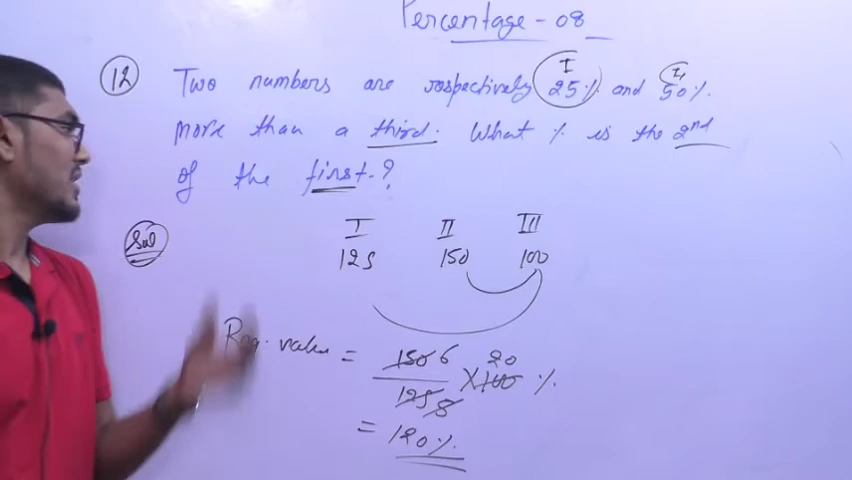 Percentage - 08
12 Two numbers are respectively 25% and 50%.
I II
more than a third. What % is the 2nd
of the first?
Sol
I II III
125 150 100
Req. value = 150 6 / 125 5 × 100 20 %
= 120%